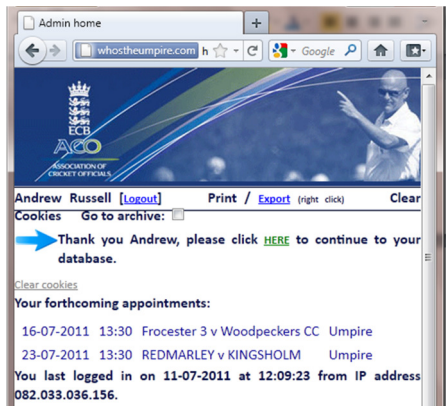 Admin home
whostheumpire.com h
Google
ECB
ACO
ASSOCIATION OF
CRICKET OFFICIALS
Andrew Russell [Logout] Print / Export (right click) Clear
Cookies Go to archive:
Thank you Andrew, please click HERE to continue to your
database.
Clear cookies
Your forthcoming appointments:
16-07-2011 13:30 Frocester 3 v Woodpeckers CC Umpire
23-07-2011 13:30 REDMARLEY v KINGSHOLM Umpire
You last logged in on 11-07-2011 at 12:09:23 from IP address
082.033.036.156.